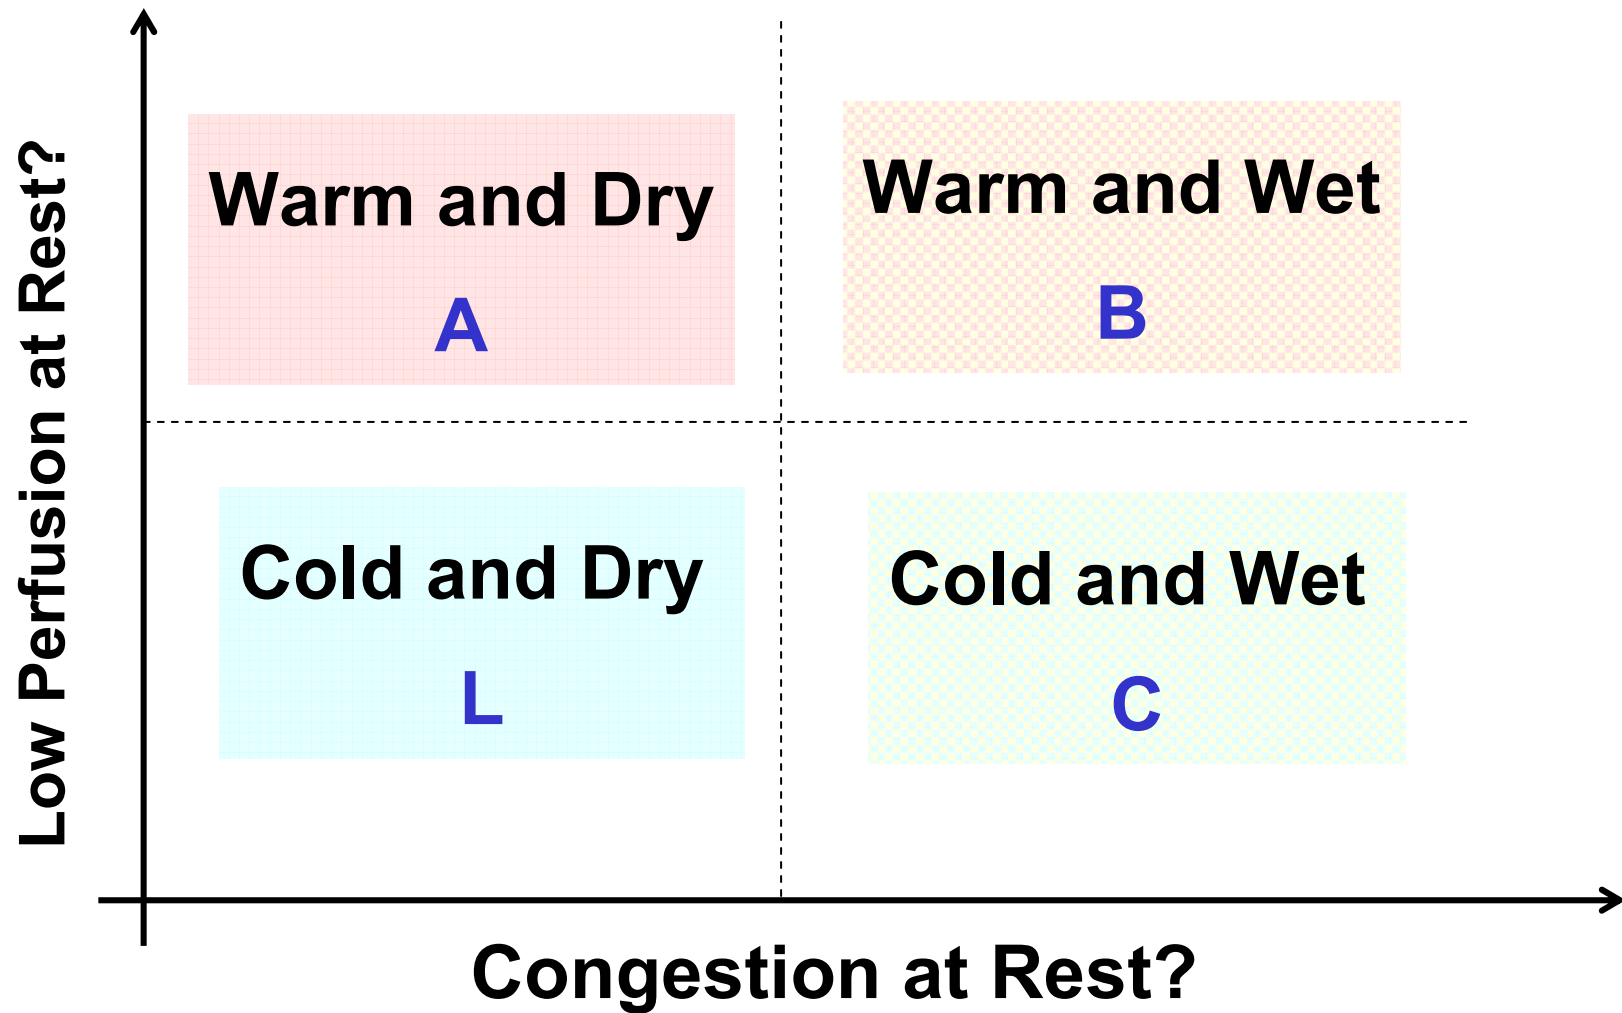 Low Perfusion at Rest?
Warm and Dry
A
Warm and Wet
B
Cold and Dry
L
Cold and Wet
C
Congestion at Rest?